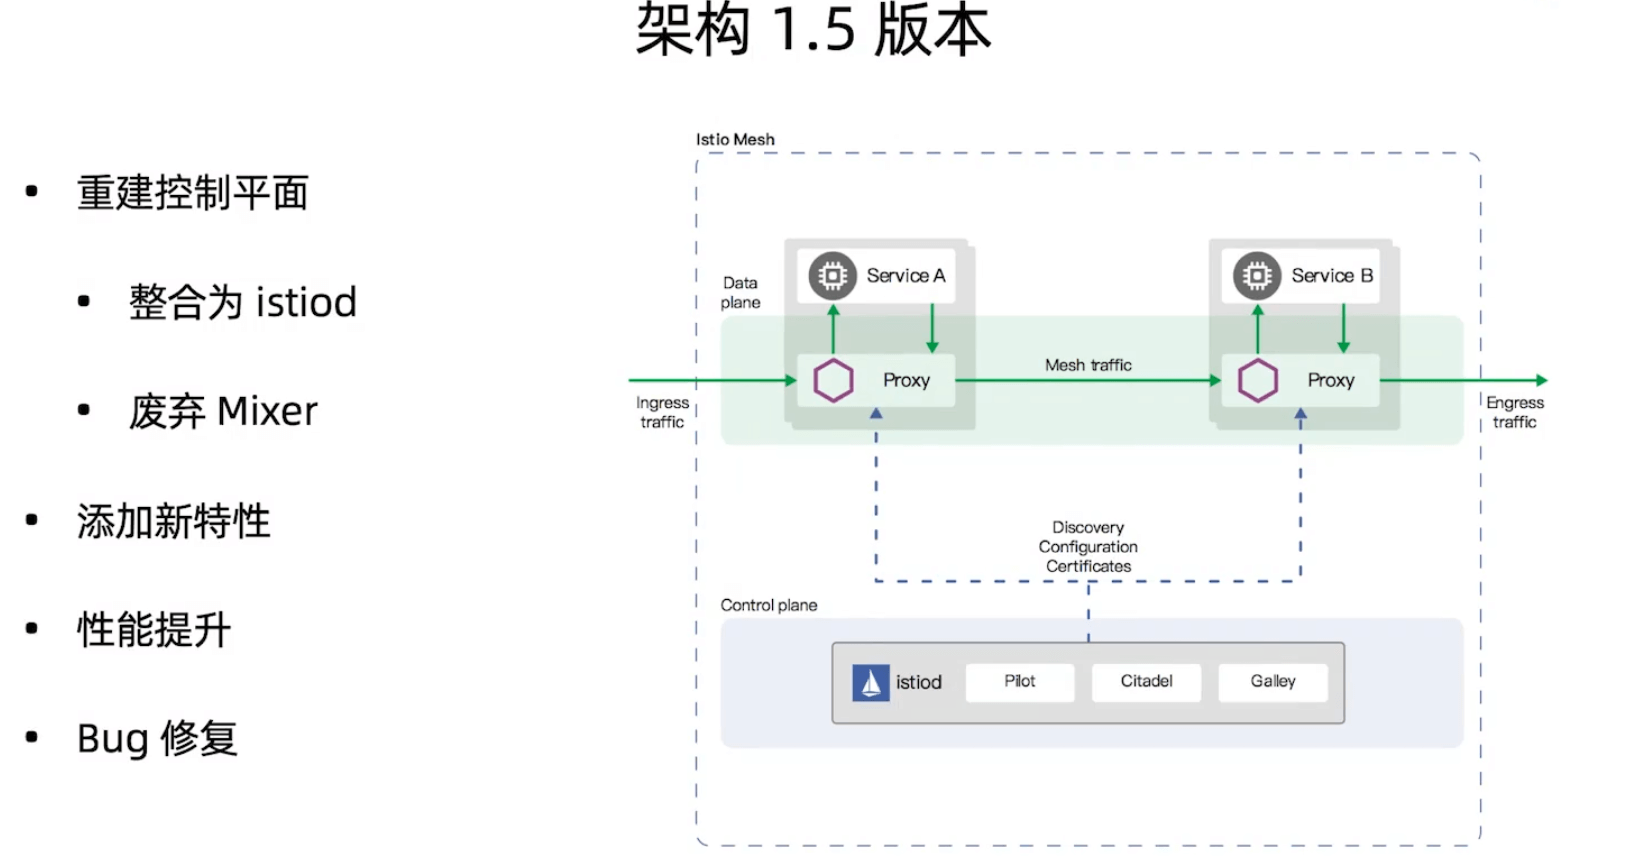 架构 1.5 版本
• 重建控制平面
• 整合为 istiod
• 废弃 Mixer
• 添加新特性
• 性能提升
• Bug 修复
Istio Mesh
Data
plane
Service A
Service B
Proxy
Mesh traffic
Proxy
Ingress
traffic
Engress
traffic
Discovery
Configuration
Certificates
Control plane
istiod
Pilot
Citadel
Galley